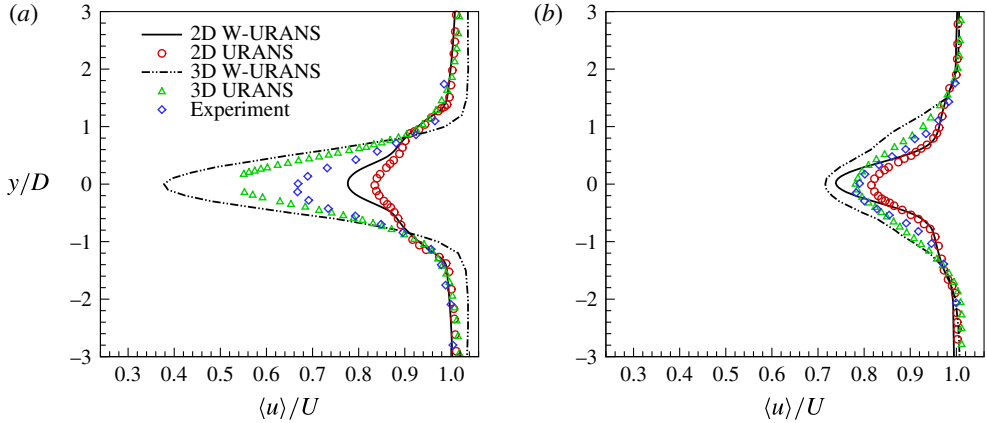 (a)
3
2
1
0
−1
−2
−3
y/D
2D W-URANS
2D URANS
3D W-URANS
3D URANS
Experiment
0.3 0.4 0.5 0.6 0.7 0.8 0.9 1.0
⟨u⟩/U
(b)
3
2
1
0
−1
−2
−3
0.3 0.4 0.5 0.6 0.7 0.8 0.9 1.0
⟨u⟩/U